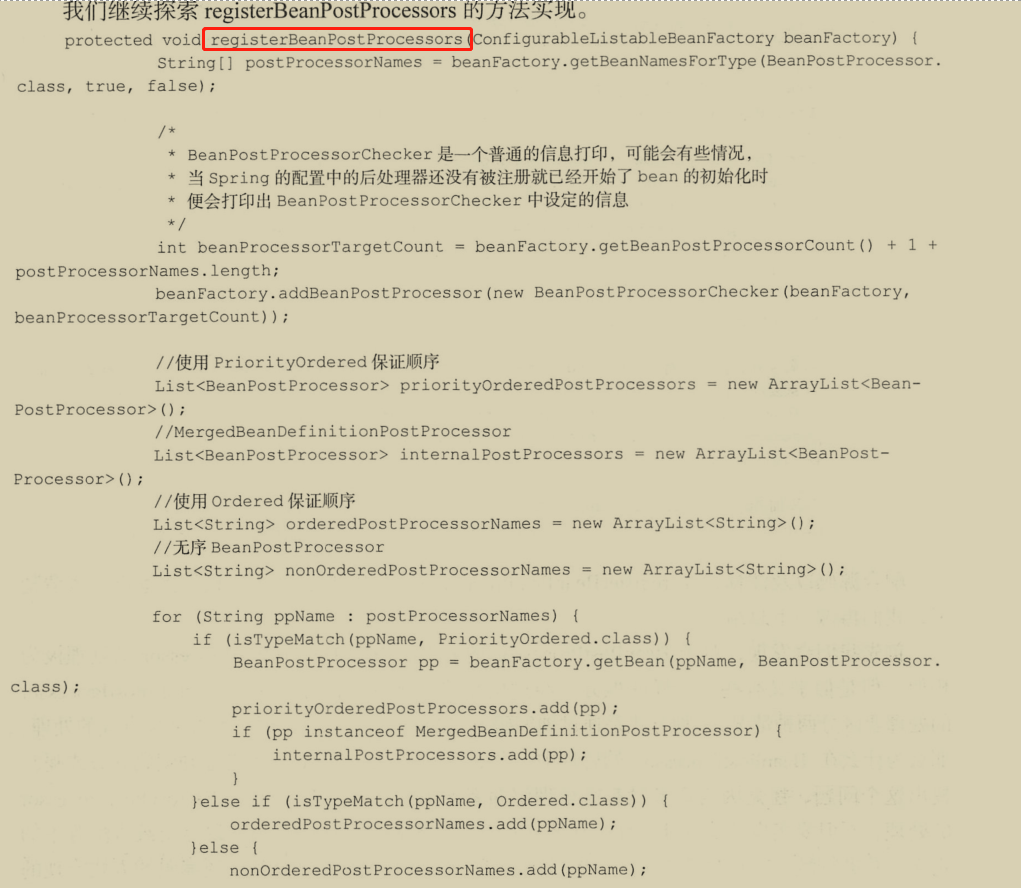 我们继续探索 registerBeanPostProcessors 的方法实现。
protected void registerBeanPostProcessors(ConfigurableListableBeanFactory beanFactory) {
String[] postProcessorNames = beanFactory.getBeanNamesForType(BeanPostProcessor.
class, true, false);
/*
* BeanPostProcessorChecker 是一个普通的信息打印，可能会有些情况，
* 当 Spring 的配置中的后处理器还没有被注册就已经开始了 bean 的初始化时
* 便会打印出 BeanPostProcessorChecker 中设定的信息
*/
int beanProcessorTargetCount = beanFactory.getBeanPostProcessorCount() + 1 +
postProcessorNames.length;
beanFactory.addBeanPostProcessor(new BeanPostProcessorChecker(beanFactory,
beanProcessorTargetCount));
//使用 PriorityOrdered 保证顺序
List<BeanPostProcessor> priorityOrderedPostProcessors = new ArrayList<Bean-
PostProcessor>();
//MergedBeanDefinitionPostProcessor
List<BeanPostProcessor> internalPostProcessors = new ArrayList<BeanPost-
Processor>();
//使用 Ordered 保证顺序
List<String> orderedPostProcessorNames = new ArrayList<String>();
//无序 BeanPostProcessor
List<String> nonOrderedPostProcessorNames = new ArrayList<String>();
for (String ppName : postProcessorNames) {
if (isTypeMatch(ppName, PriorityOrdered.class)) {
BeanPostProcessor pp = beanFactory.getBean(ppName, BeanPostProcessor.
class);
priorityOrderedPostProcessors.add(pp);
if (pp instanceof MergedBeanDefinitionPostProcessor) {
internalPostProcessors.add(pp);
}
}else if (isTypeMatch(ppName, Ordered.class)) {
orderedPostProcessorNames.add(ppName);
}else {
nonOrderedPostProcessorNames.add(ppName);